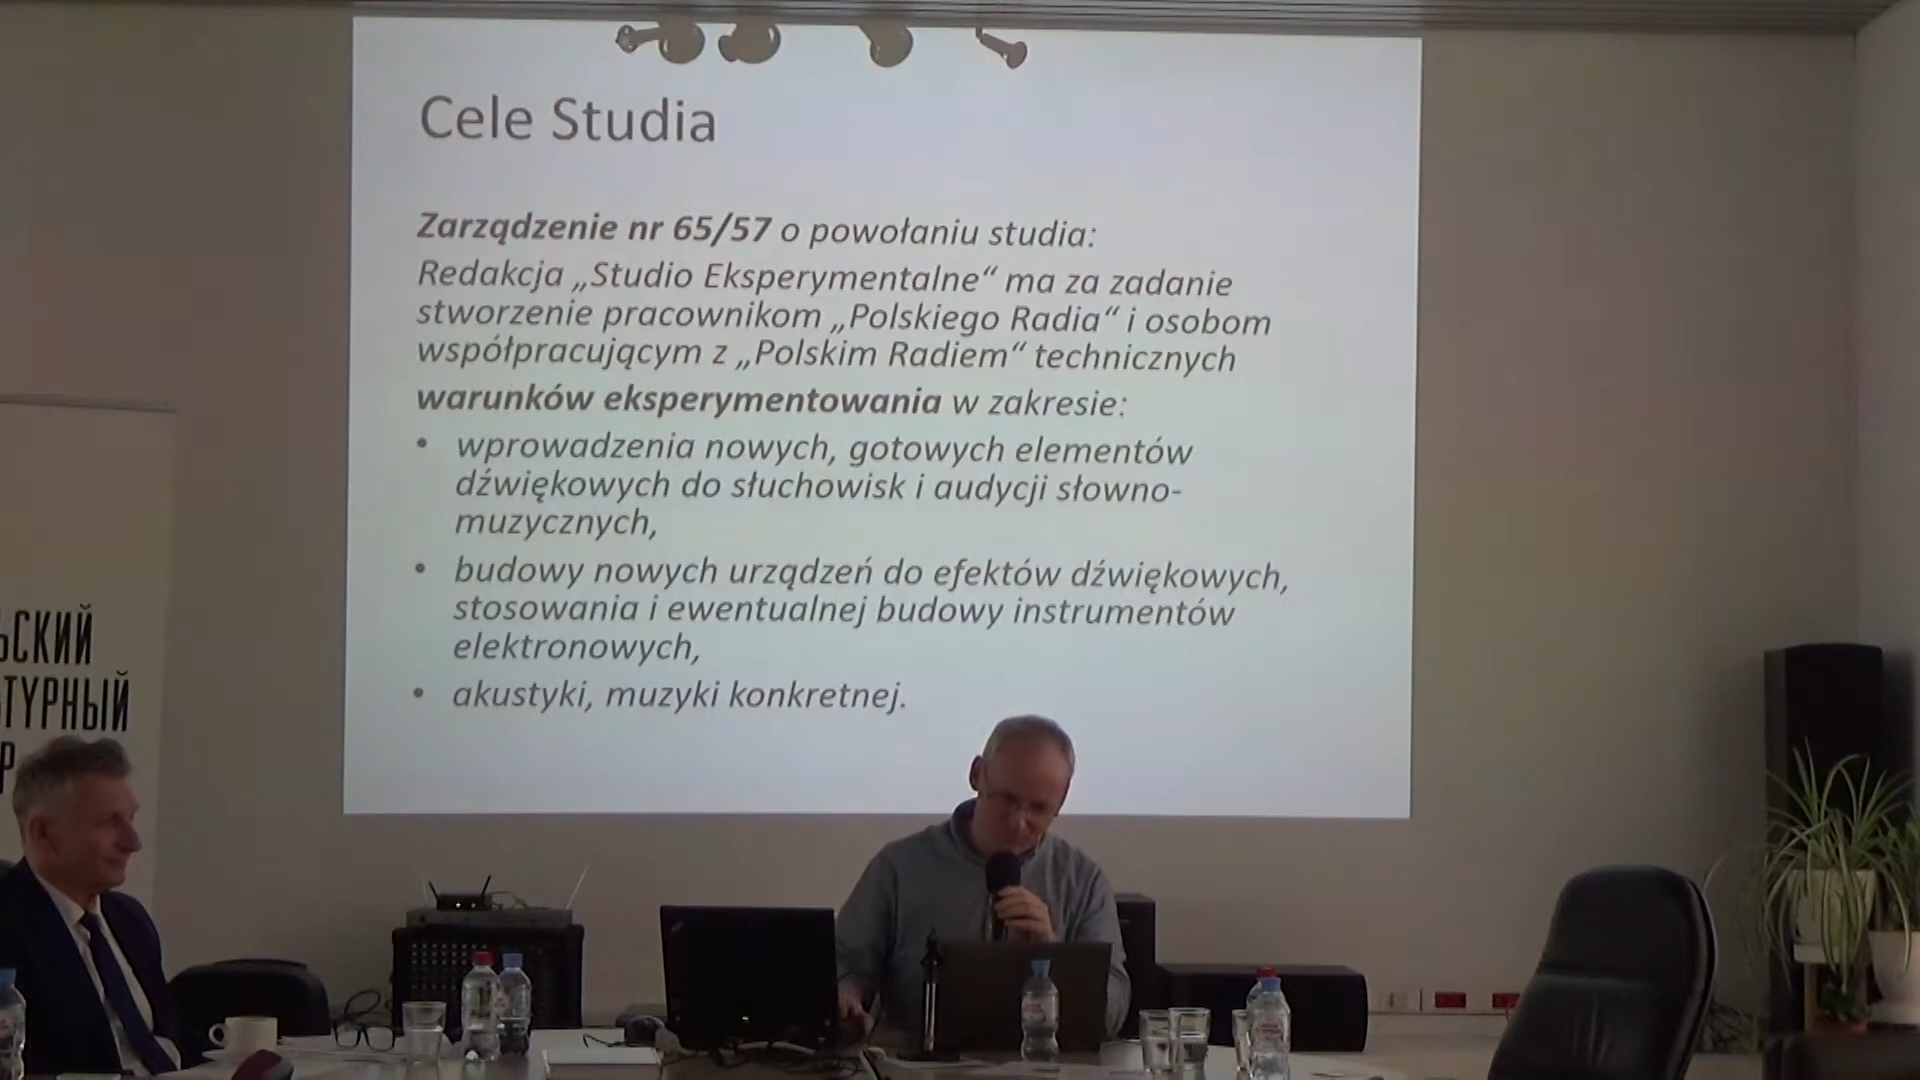 Cele Studia
Zarządzenie nr 65/57 o powołaniu studia:
Redakcja „Studio Eksperymentalne“ ma za zadanie
stworzenie pracownikom „Polskiego Radia“ i osobom
współpracującym z „Polskim Radiem“ technicznych
warunków eksperymentowania w zakresie:
• wprowadzenia nowych, gotowych elementów
dźwiękowych do słuchowisk i audycji słowno-
muzycznych,
• budowy nowych urządzeń do efektów dźwiękowych,
stosowania i ewentualnej budowy instrumentów
elektronowych,
• akustyki, muzyki konkretnej.
ьский
турный
Р